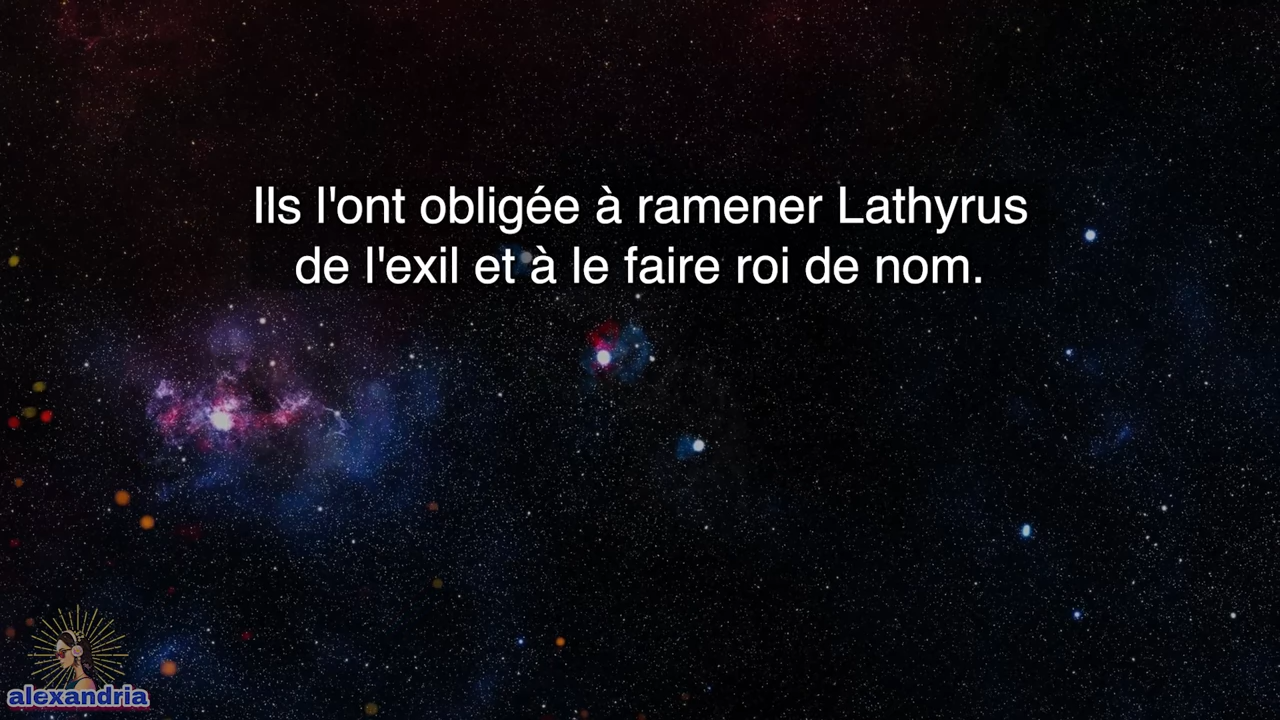 Ils l'ont obligée à ramener Lathyrus
de l'exil et à le faire roi de nom.
alexandria